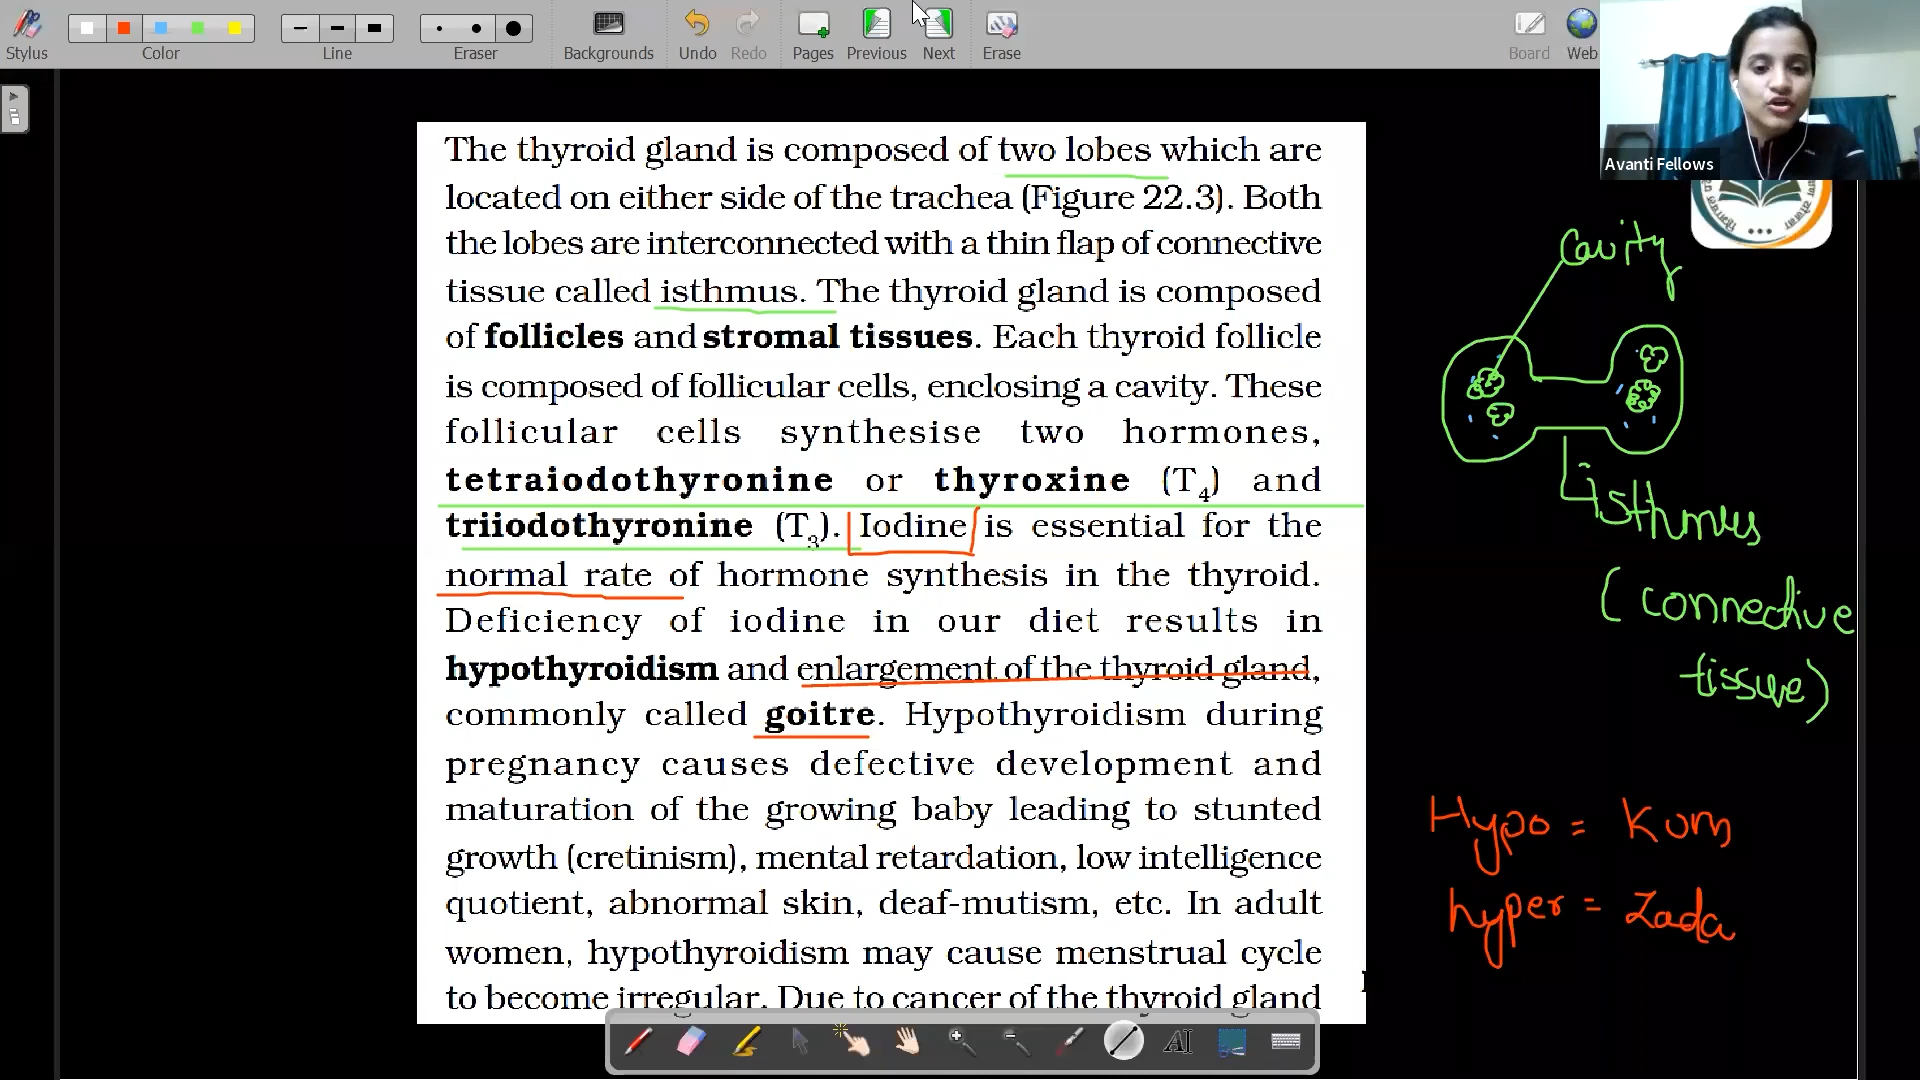 Stylus
Color
Line
Eraser
Backgrounds
Undo
Redo
Pages
Previous
Next
Erase
Board
Web
Avanti Fellows
The thyroid gland is composed of two lobes which are
located on either side of the trachea (Figure 22.3). Both
the lobes are interconnected with a thin flap of connective
tissue called isthmus. The thyroid gland is composed
of follicles and stromal tissues. Each thyroid follicle
is composed of follicular cells, enclosing a cavity. These
follicular cells synthesise two hormones,
tetraiodothyronine or thyroxine (T4) and
triiodothyronine (T3). Iodine is essential for the
normal rate of hormone synthesis in the thyroid.
Deficiency of iodine in our diet results in
hypothyroidism and enlargement of the thyroid gland,
commonly called goitre. Hypothyroidism during
pregnancy causes defective development and
maturation of the growing baby leading to stunted
growth (cretinism), mental retardation, low intelligence
quotient, abnormal skin, deaf-mutism, etc. In adult
women, hypothyroidism may cause menstrual cycle
to become irregular. Due to cancer of the thyroid gland
Cavity
isthmus
(connective
tissue)
Hypo = Kum
hyper = Zada
AI